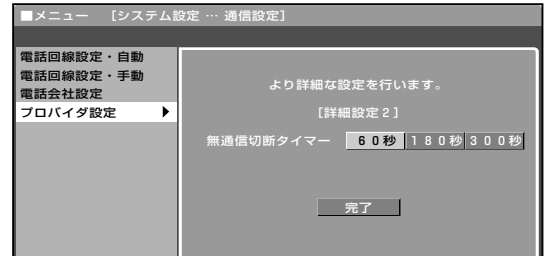 ■メニュー [システム設定 … 通信設定]
電話回線設定・自動
電話回線設定・手動
電話会社設定
プロバイダ設定 ▶
より詳細な設定を行います。
[詳細設定2]
無通信切断タイマー 60秒 180秒 300秒
完了